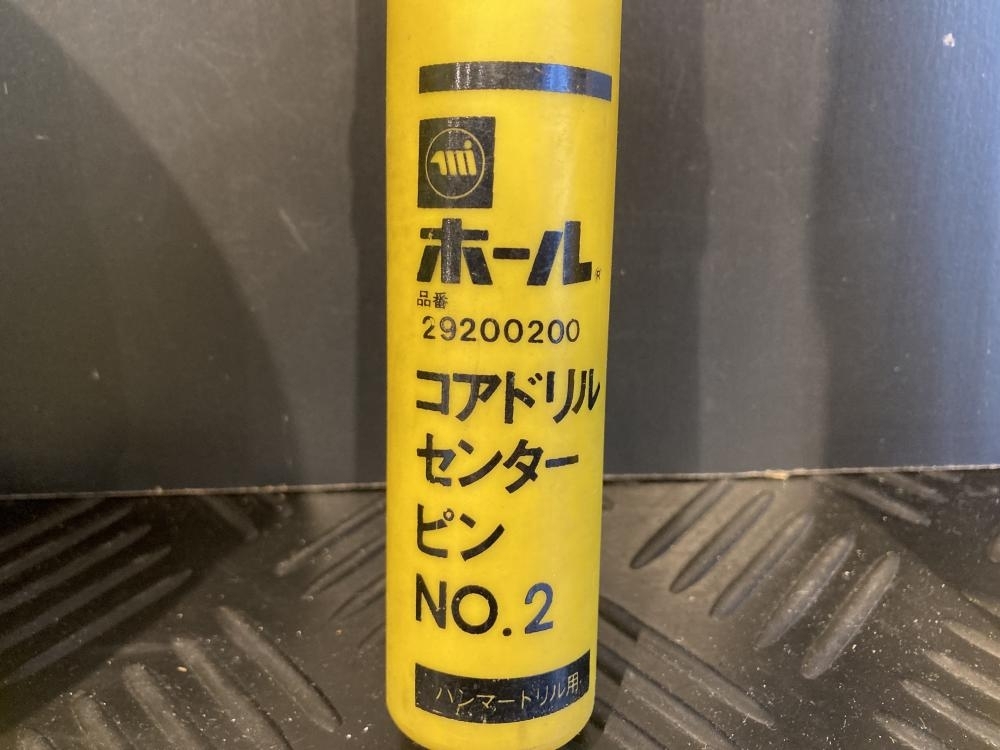 ホール®
品番
29200200
コアドリル
センター
ピン
NO.2
ハンマードリル用